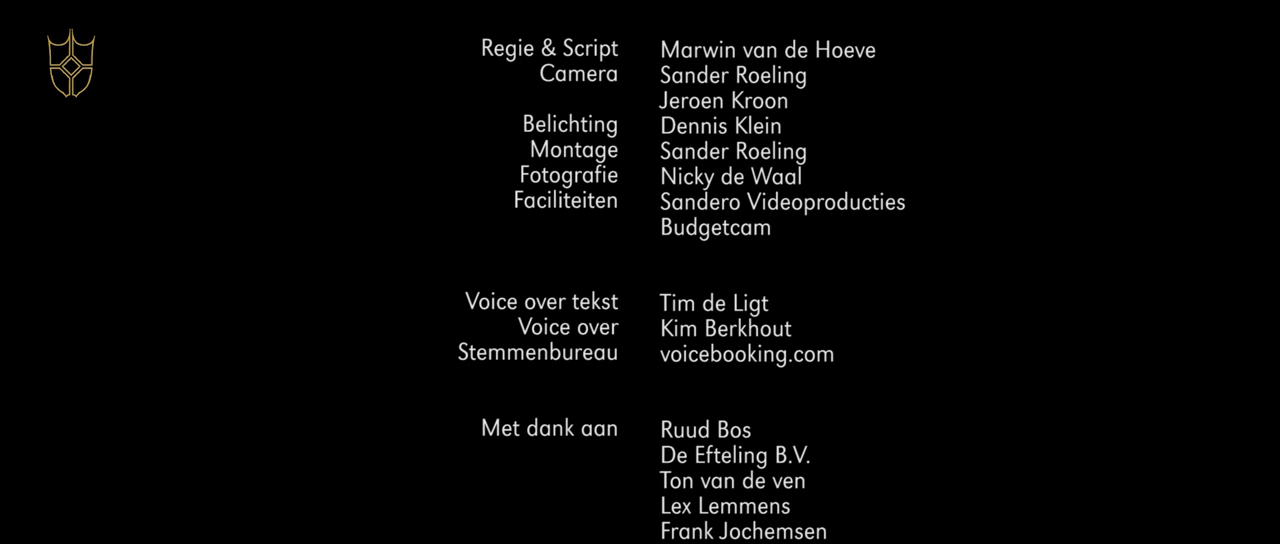 Regie & Script Marwin van de Hoeve
Camera Sander Roeling
Jeroen Kroon
Belichting Dennis Klein
Montage Sander Roeling
Fotografie Nicky de Waal
Faciliteiten Sandero Videoproducties
Budgetcam
Voice over tekst Tim de Ligt
Voice over Kim Berkhout
Stemmenbureau voicebooking.com
Met dank aan Ruud Bos
De Efteling B.V.
Ton van de ven
Lex Lemmens
Frank Jochemsen